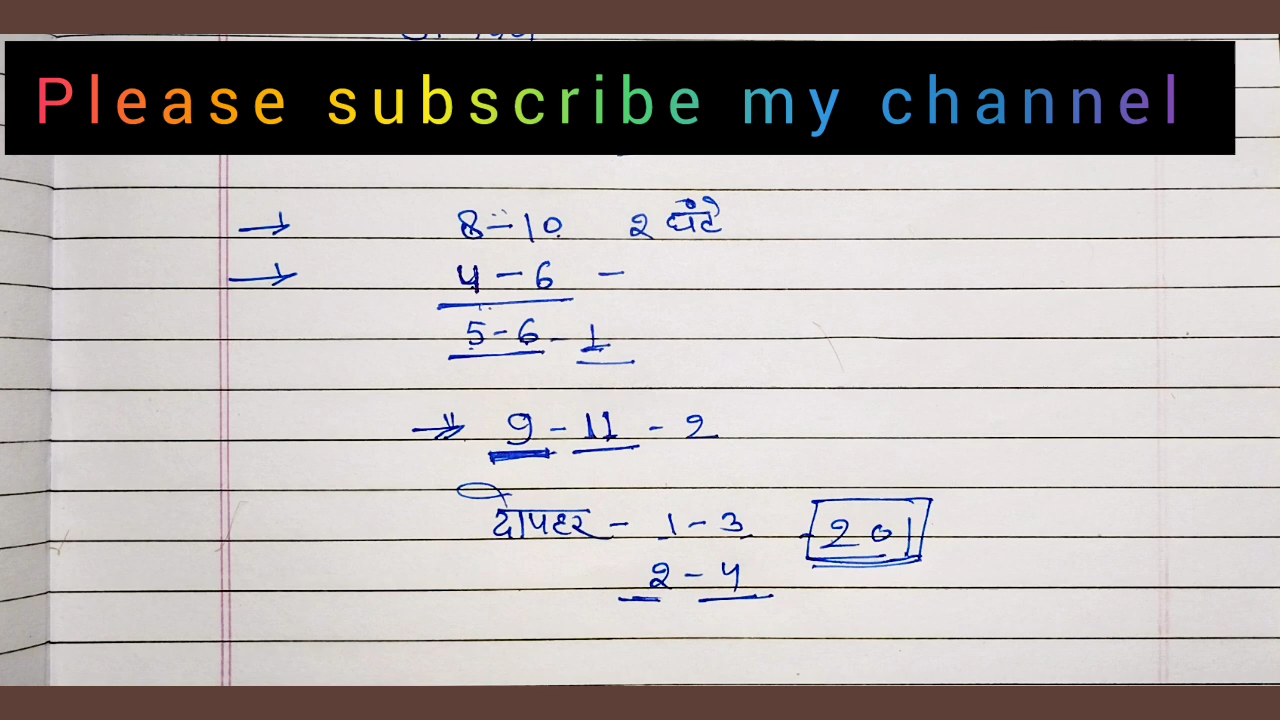 Please subscribe my channel
8-10 2 घंटे
4-6 -
5-6-1
9-11-2
दोपहर - 1-3 - 201
2-4